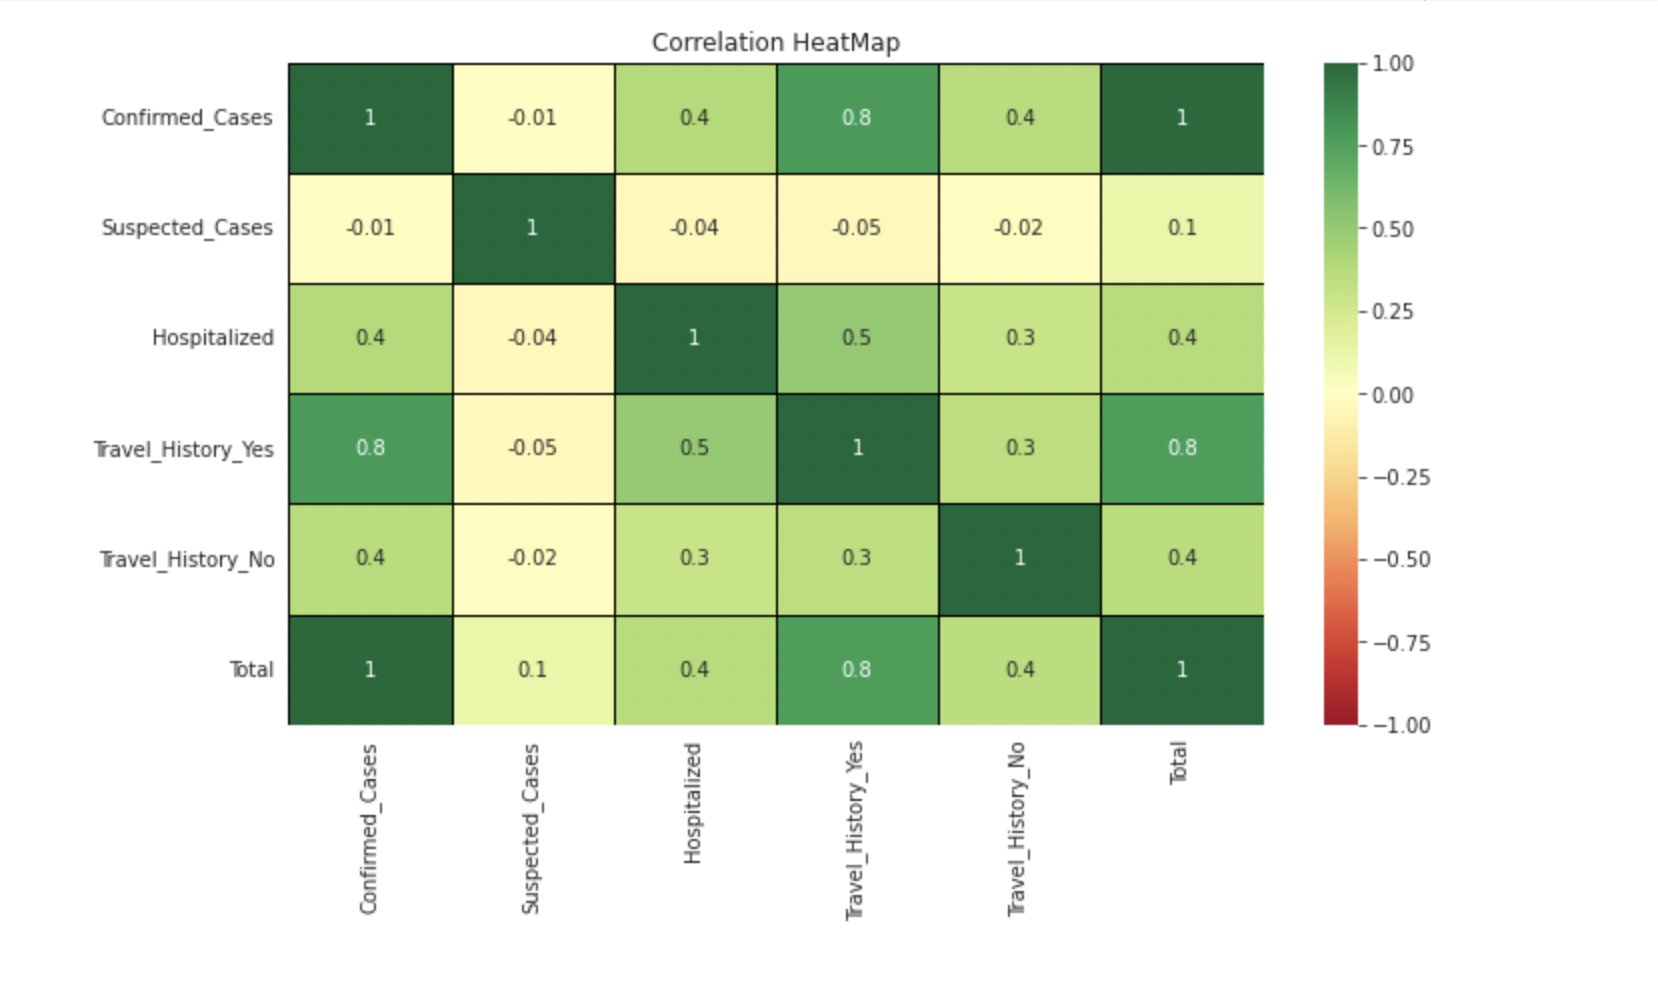 Correlation HeatMap
Confirmed_Cases 1 -0.01 0.4 0.8 0.4 1
Suspected_Cases -0.01 1 -0.04 -0.05 -0.02 0.1
Hospitalized 0.4 -0.04 1 0.5 0.3 0.4
Travel_History_Yes 0.8 -0.05 0.5 1 0.3 0.8
Travel_History_No 0.4 -0.02 0.3 0.3 1 0.4
Total 1 0.1 0.4 0.8 0.4 1
Confirmed_Cases
Suspected_Cases
Hospitalized
Travel_History_Yes
Travel_History_No
Total
1.00
0.75
0.50
0.25
0.00
−0.25
−0.50
−0.75
−1.00